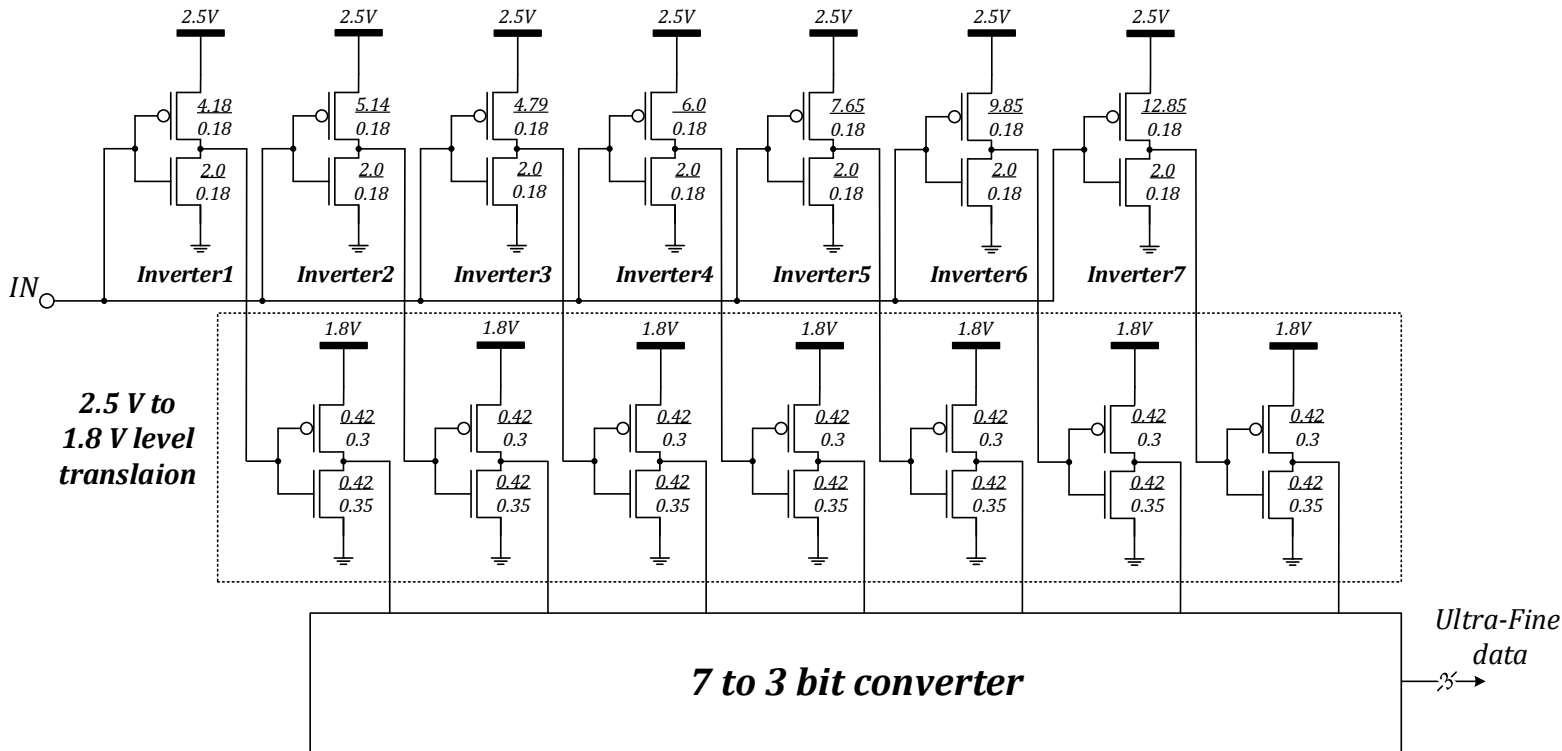 2.5V 2.5V 2.5V 2.5V 2.5V 2.5V 2.5V
4.18 5.14 4.79 6.0 7.65 9.85 12.85
0.18 0.18 0.18 0.18 0.18 0.18 0.18
2.0 2.0 2.0 2.0 2.0 2.0 2.0
0.18 0.18 0.18 0.18 0.18 0.18 0.18
Inverter1 Inverter2 Inverter3 Inverter4 Inverter5 Inverter6 Inverter7
IN
1.8V 1.8V 1.8V 1.8V 1.8V 1.8V 1.8V
2.5 V to
1.8 V level
translaion
0.42 0.42 0.42 0.42 0.42 0.42 0.42
0.3 0.3 0.3 0.3 0.3 0.3 0.3
0.42 0.42 0.42 0.42 0.42 0.42 0.42
0.35 0.35 0.35 0.35 0.35 0.35 0.35
7 to 3 bit converter
Ultra-Fine
data
3